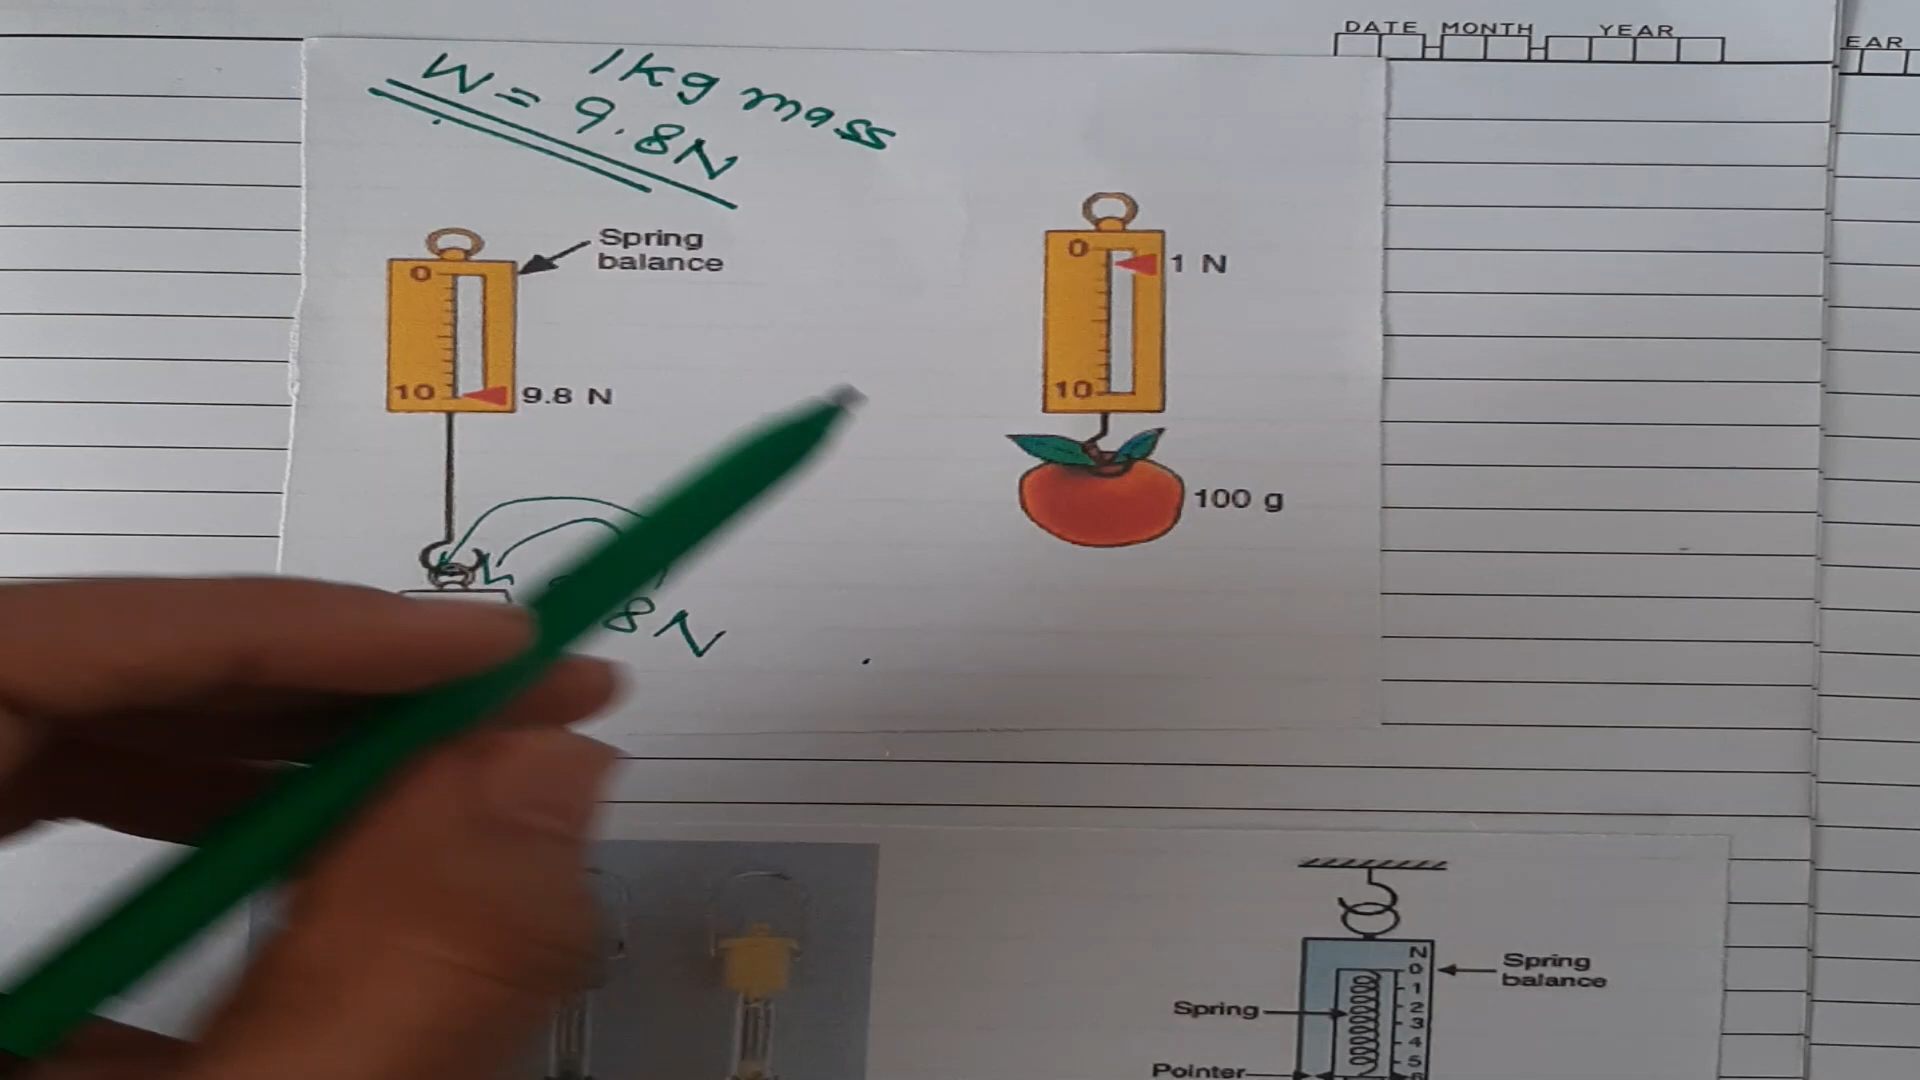 DATE MONTH YEAR
EAR
1kg mass
W = 9.8N
Spring
balance
0
10
9.8 N
0
1 N
10
100 g
8N
N
0
1
2
3
4
5
Spring
balance
Spring
Pointer